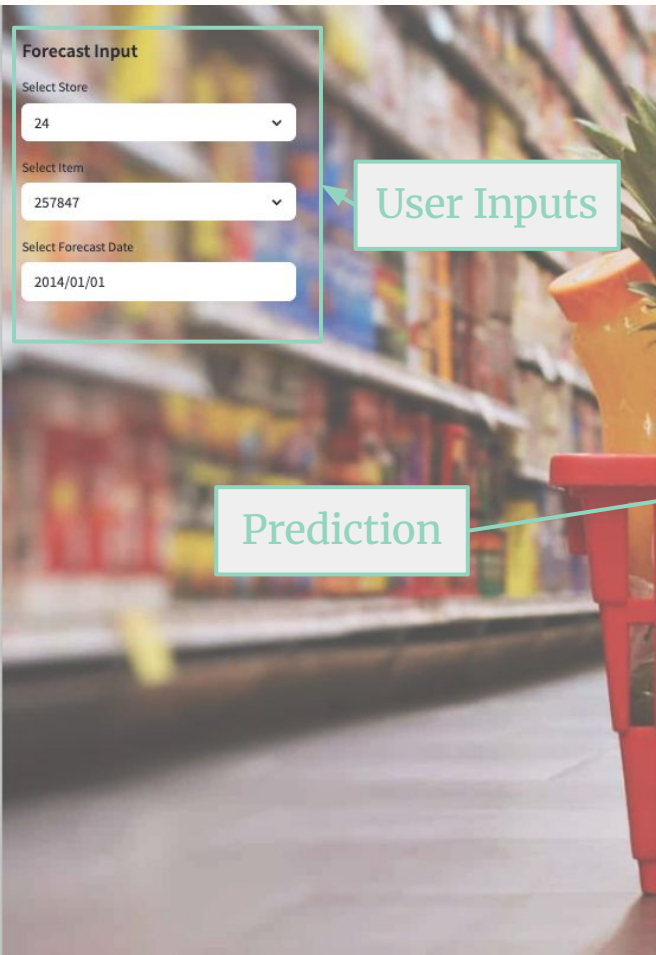 Forecast Input
Select Store
24
Select Item
257847
Select Forecast Date
2014/01/01
User Inputs
Prediction